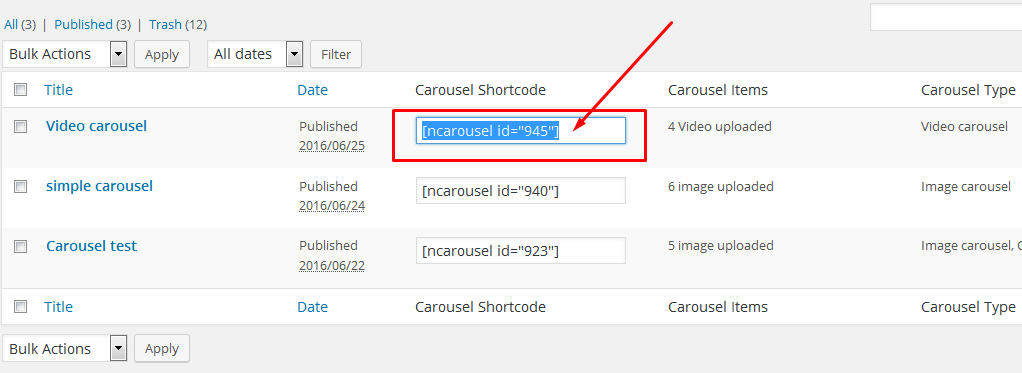 All (3) | Published (3) | Trash (12)
Bulk Actions Apply All dates Filter
Title Date Carousel Shortcode Carousel Items Carousel Type
Video carousel Published [ncarousel id="945"] 4 Video uploaded Video carousel
2016/06/25
simple carousel Published [ncarousel id="940"] 6 image uploaded Image carousel
2016/06/24
Carousel test Published [ncarousel id="923"] 5 image uploaded Image carousel,
2016/06/22
Title Date Carousel Shortcode Carousel Items Carousel Type
Bulk Actions Apply